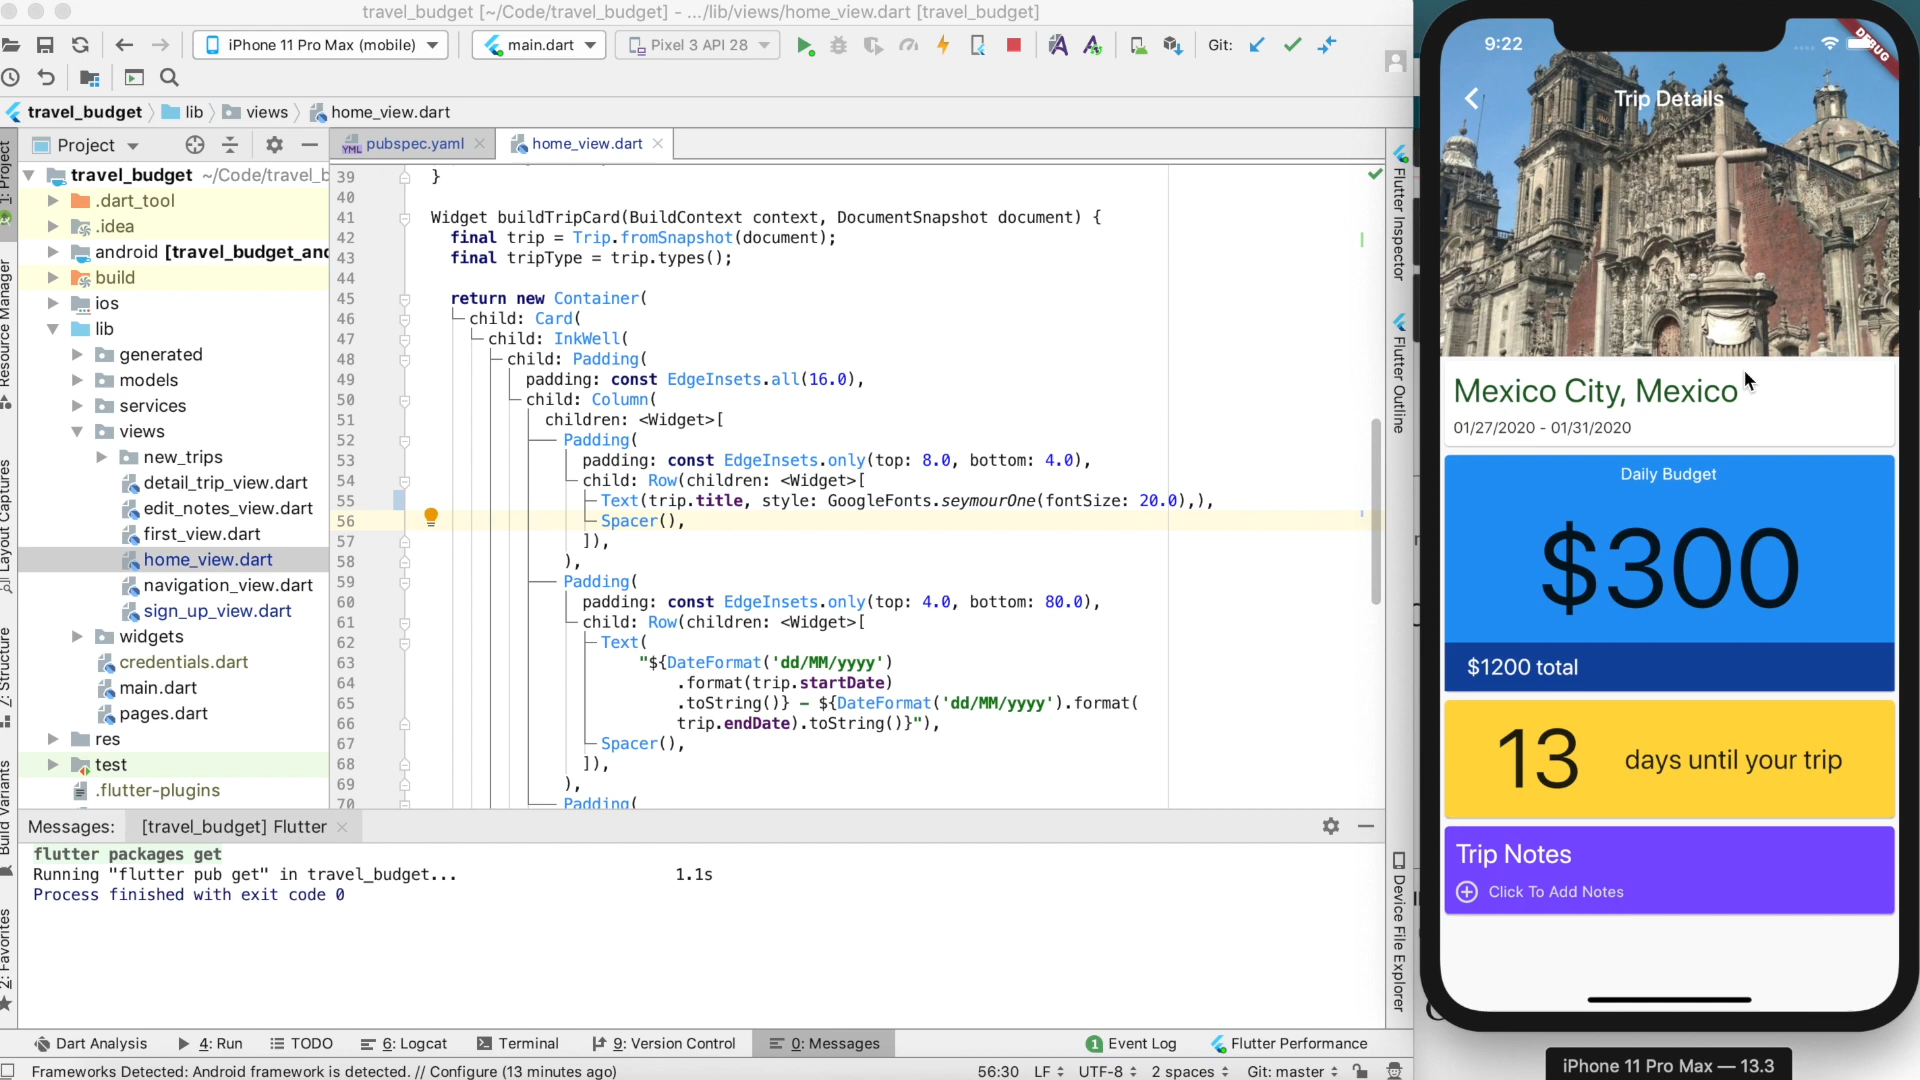 travel_budget [~/Code/travel_budget] - .../lib/views/home_view.dart [travel_budget]
iPhone 11 Pro Max (mobile)
main.dart
Pixel 3 API 28
Git:
travel_budget
lib
views
home_view.dart
Project
pubspec.yaml
home_view.dart
travel_budget ~/Code/travel_b
.dart_tool
.idea
android [travel_budget_and
build
ios
lib
generated
models
services
views
new_trips
detail_trip_view.dart
edit_notes_view.dart
first_view.dart
home_view.dart
navigation_view.dart
sign_up_view.dart
widgets
credentials.dart
main.dart
pages.dart
res
test
.flutter-plugins
1: Project
Resource Manager
Layout Captures
Z: Structure
Build Variants
2: Favorites
39 }
40
41 Widget buildTripCard(BuildContext context, DocumentSnapshot document) {
42 final trip = Trip.fromSnapshot(document);
43 final tripType = trip.types();
44
45 return new Container(
46 child: Card(
47 child: InkWell(
48 child: Padding(
49 padding: const EdgeInsets.all(16.0),
50 child: Column(
51 children: <Widget>[
52 Padding(
53 padding: const EdgeInsets.only(top: 8.0, bottom: 4.0),
54 child: Row(children: <Widget>[
55 Text(trip.title, style: GoogleFonts.seymourOne(fontSize: 20.0),),
56 Spacer(),
57 ]),
58 ),
59 Padding(
60 padding: const EdgeInsets.only(top: 4.0, bottom: 80.0),
61 child: Row(children: <Widget>[
62 Text(
63 "${DateFormat('dd/MM/yyyy')
64 .format(trip.startDate)
65 .toString()} - ${DateFormat('dd/MM/yyyy').format(
66 trip.endDate).toString()}"),
67 Spacer(),
68 ]),
69 ),
70 Padding(
Flutter Inspector
Flutter Outline
Device File Explorer
Messages:
[travel_budget] Flutter
flutter packages get
Running "flutter pub get" in travel_budget... 1.1s
Process finished with exit code 0
Dart Analysis
4: Run
TODO
6: Logcat
Terminal
9: Version Control
0: Messages
1 Event Log
Flutter Performance
Frameworks Detected: Android framework is detected. // Configure (13 minutes ago)
56:30
LF
UTF-8
2 spaces
Git: master
9:22
DEBUG
Trip Details
Mexico City, Mexico
01/27/2020 - 01/31/2020
Daily Budget
$300
$1200 total
13
days until your trip
Trip Notes
Click To Add Notes
iPhone 11 Pro Max — 13.3